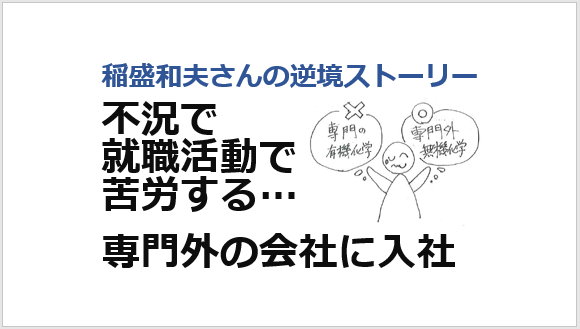 稲盛和夫さんの逆境ストーリー
不況で
就職活動で
苦労する…
専門の
有機化学
専門外
無機化学
専門外の会社に入社